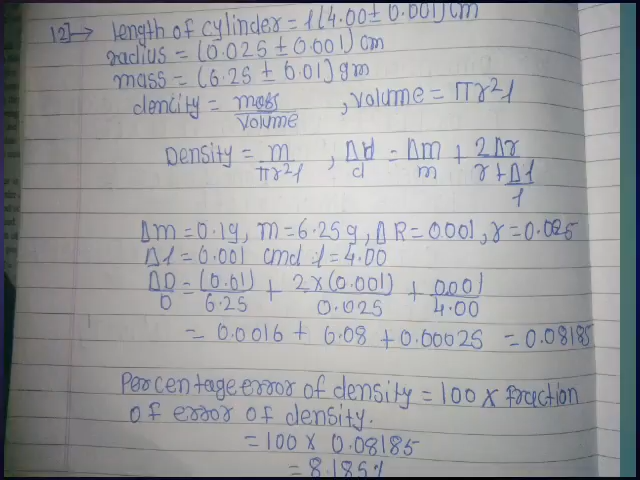 12]→ length of cylinder = 1(4.00 ± 0.001) cm
radius = (0.025 ± 0.001) cm
mass = (6.25 ± 0.01) gm
dencity = mass/volume , volume = πr²l
Density = m/πr²l , Δd/d = Δm/m + 2Δr/r + Δl/l
Δm = 0.1g, m = 6.25 g, ΔR = 0001, r = 0.025
Δl = 0.001 and l = 4.00
ΔD/D = (0.01)/6.25 + 2×(0.001)/0.025 + 0.001/4.00
= 0.0016 + 0.08 + 0.00025 = 0.08185
Percentage error of density = 100 × fraction
of error of density.
= 100 × 0.08185
= 8.185%